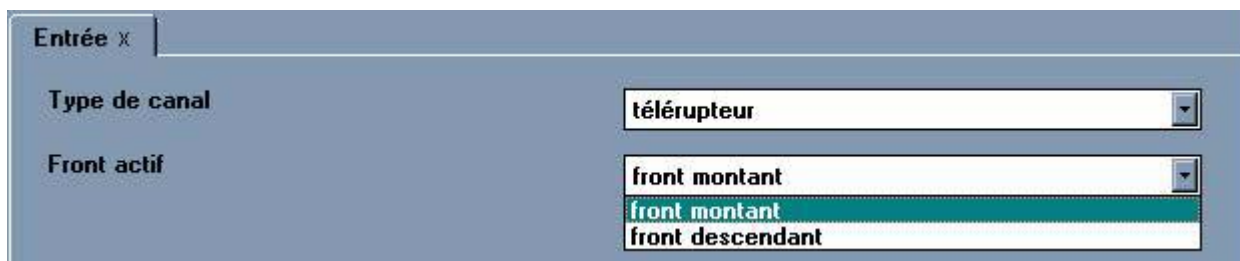 Entrée x
Type de canal
télérupteur
Front actif
front montant
front montant
front descendant